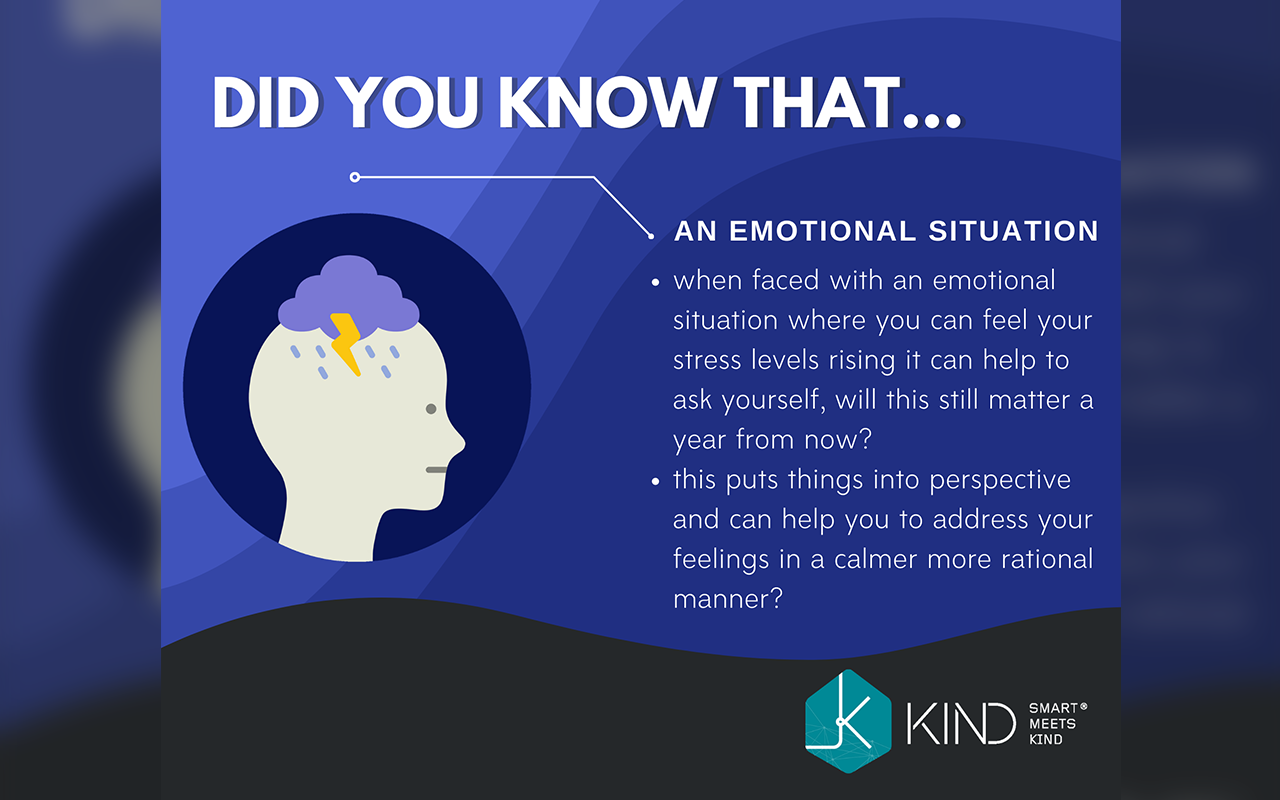 DID YOU KNOW THAT...
AN EMOTIONAL SITUATION
• when faced with an emotional
situation where you can feel your
stress levels rising it can help to
ask yourself, will this still matter a
year from now?
• this puts things into perspective
and can help you to address your
feelings in a calmer more rational
manner?
KIND
SMART®
MEETS
KIND